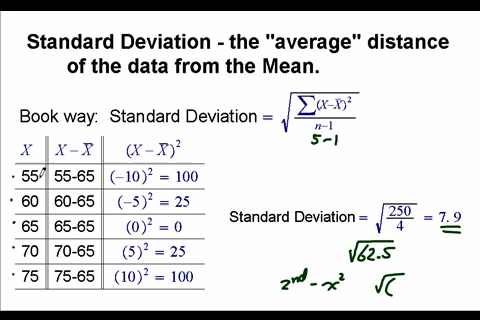 Standard Deviation - the "average" distance
of the data from the Mean.
Book way: Standard Deviation = √(∑(X-X̄)²/(n-1))
5-1
X X-X̄ (X-X̄)²
55 55-65 (-10)² = 100
60 60-65 (-5)² = 25
65 65-65 (0)² = 0
70 70-65 (5)² = 25
75 75-65 (10)² = 100
Standard Deviation = √(250/4) = 7.9
√62.5
2nd - x² √(